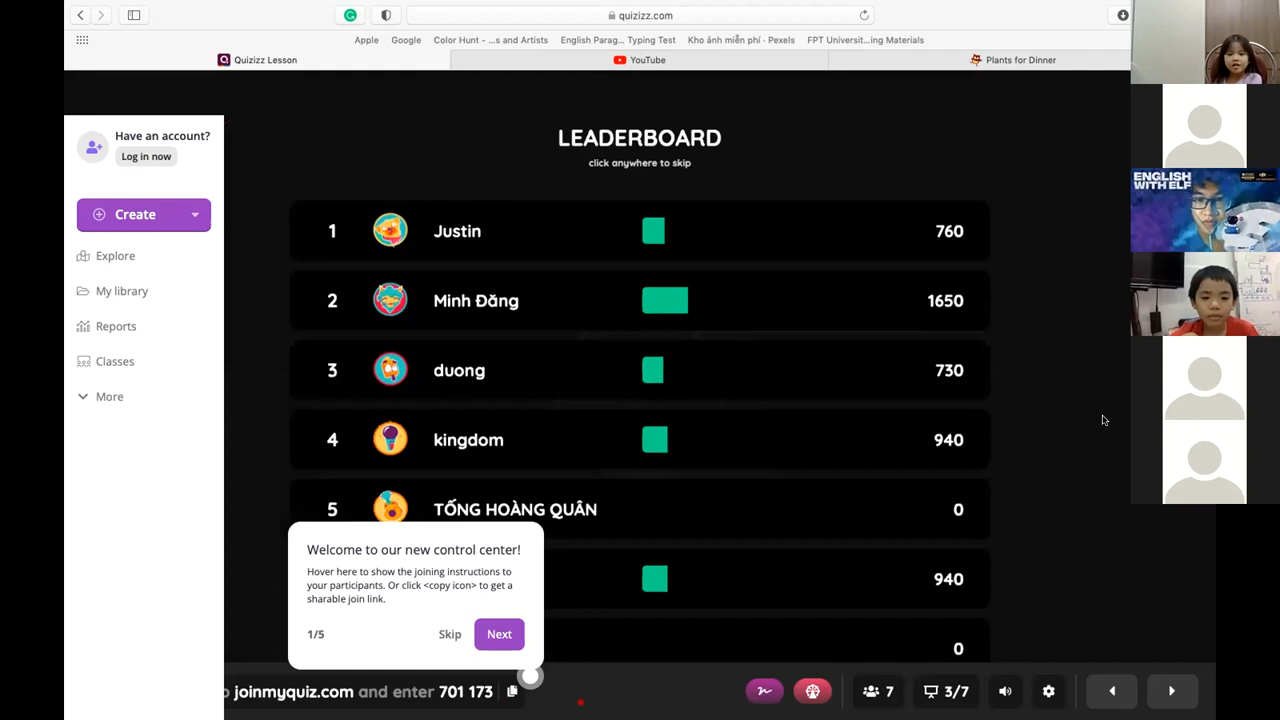 quizizz.com
Apple
Google
Color Hunt - ...s and Artists
English Parag... Typing Test
Kho ảnh miễn phí · Pexels
FPT Universit...ing Materials
Quizizz Lesson
YouTube
Plants for Dinner
Have an account?
Log in now
Create
Explore
My library
Reports
Classes
More
LEADERBOARD
click anywhere to skip
1 Justin 760
2 Minh Đăng 1650
3 duong 730
4 kingdom 940
5 TỐNG HOÀNG QUÂN 0
940
0
Welcome to our new control center!
Hover here to show the joining instructions to
your participants. Or click <copy icon> to get a
sharable join link.
1/5
Skip
Next
joinmyquiz.com and enter 701 173
7
3/7
ENGLISH
WITH ELF